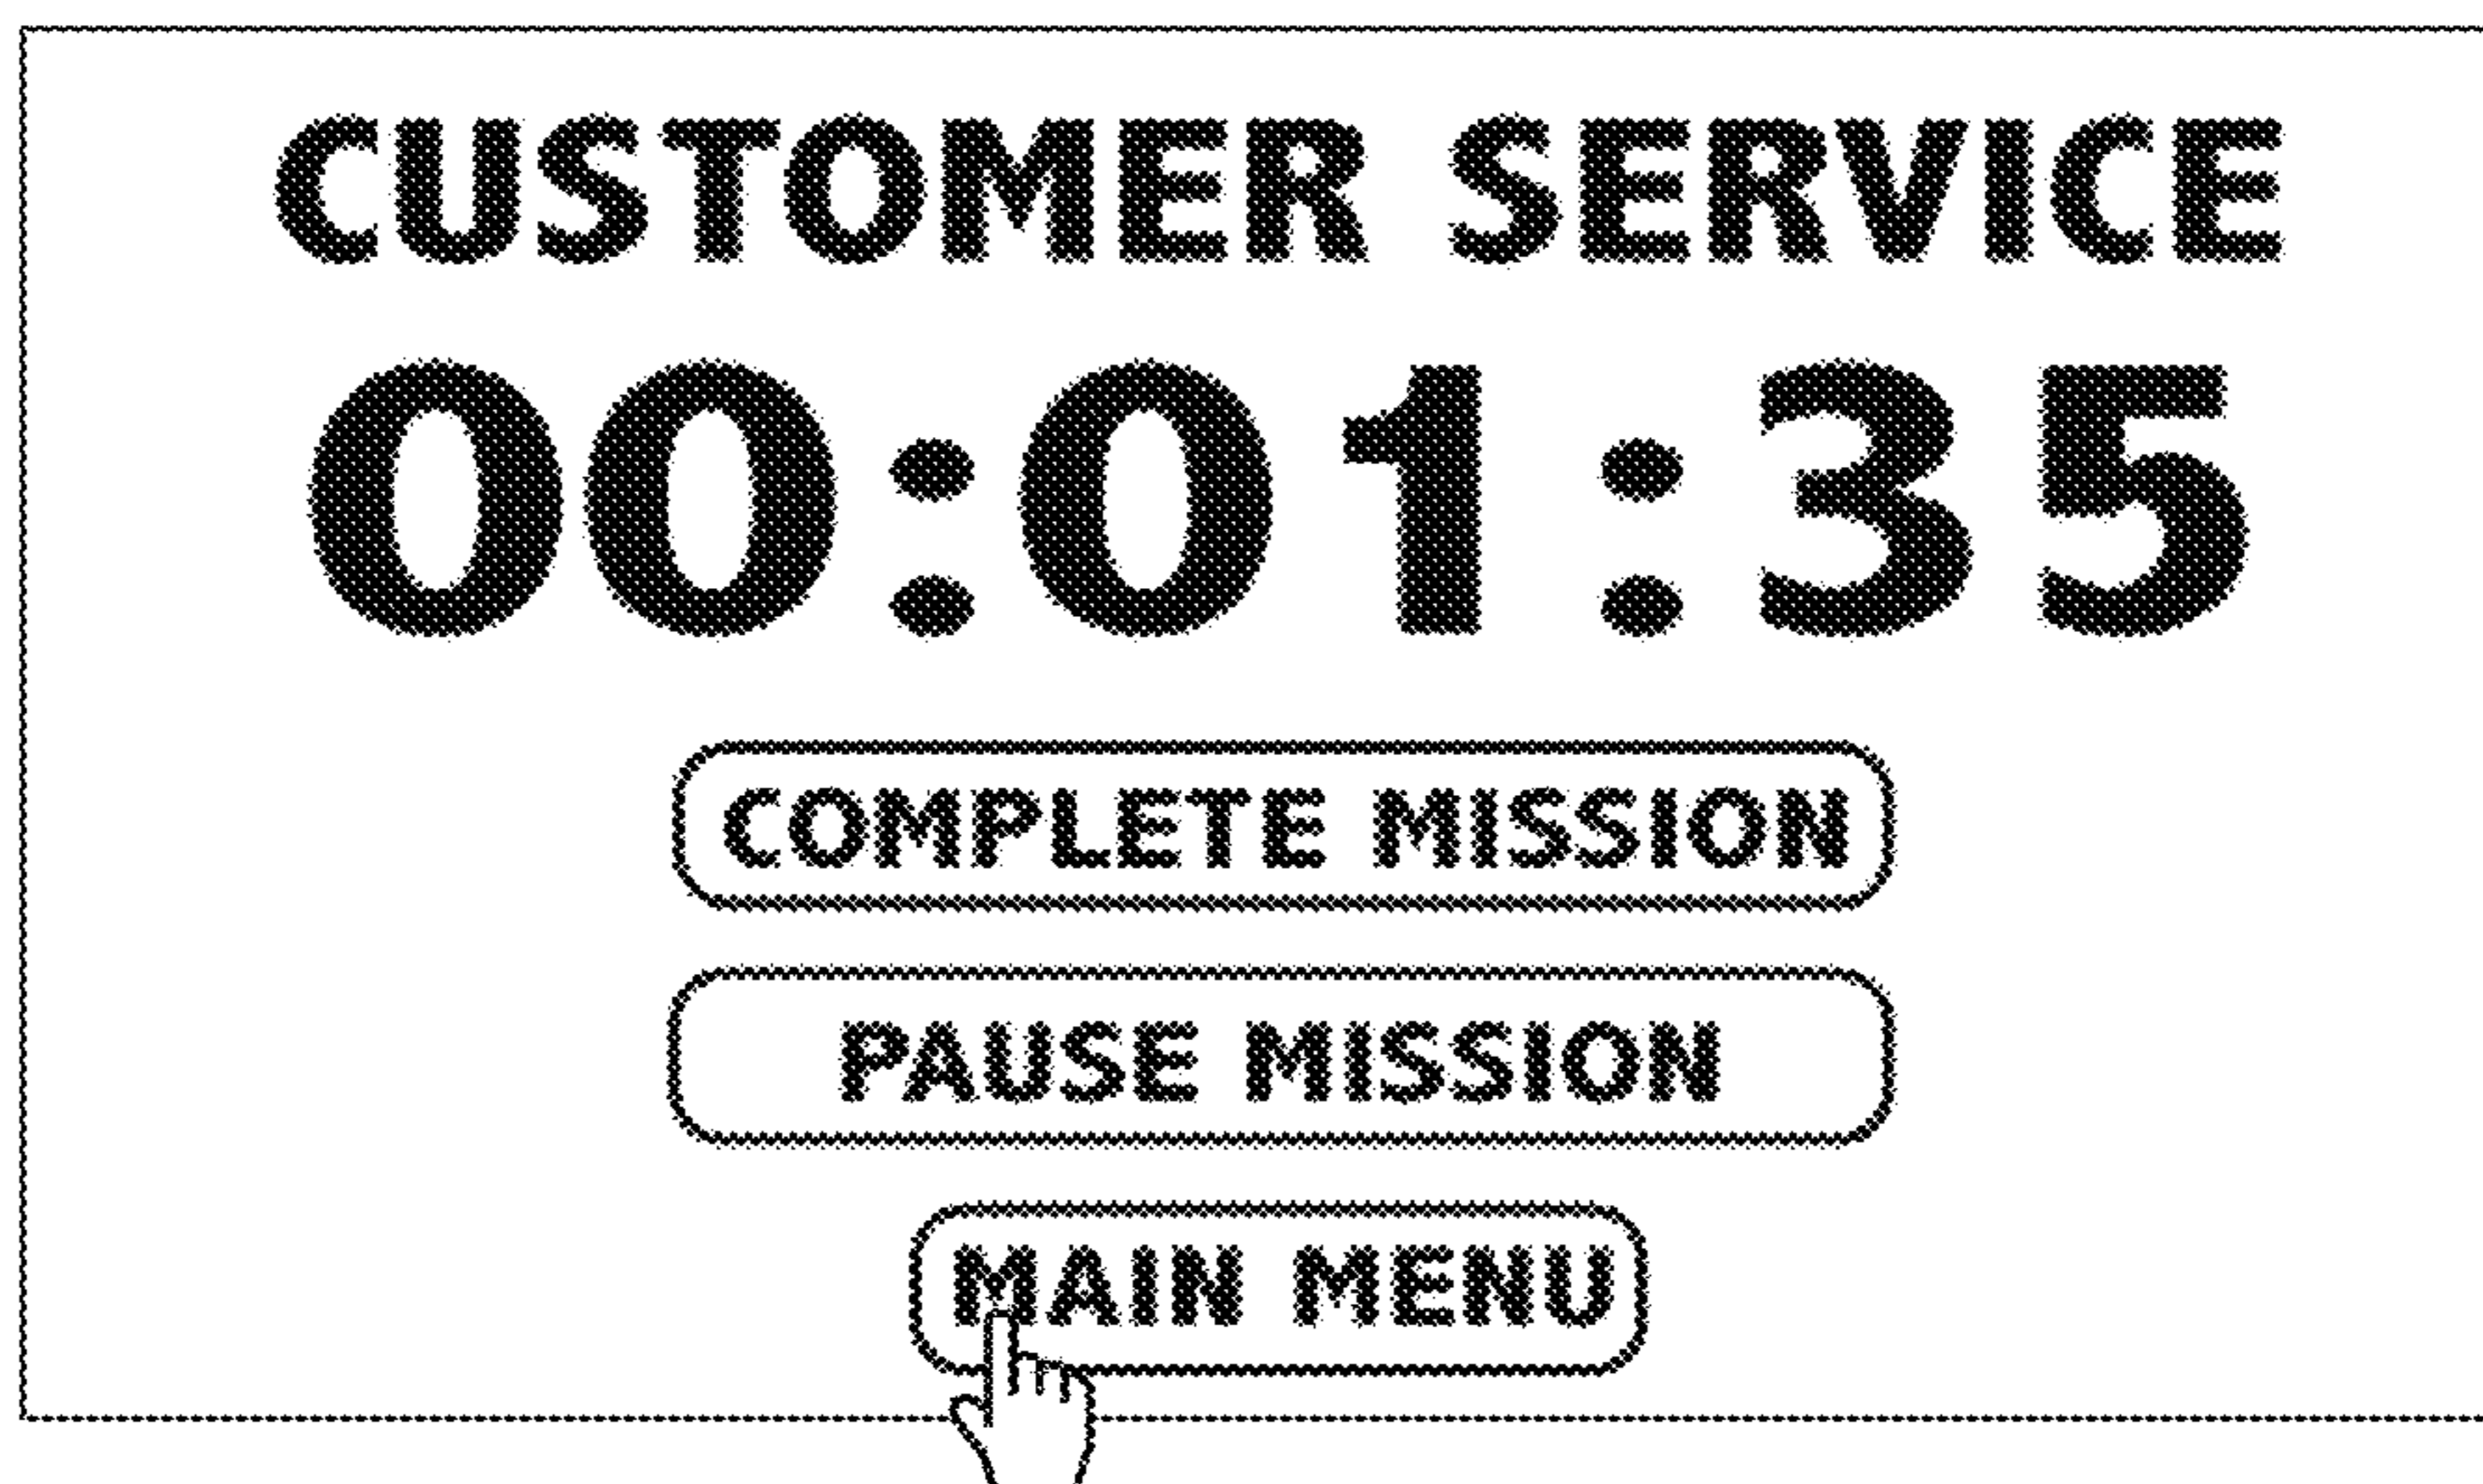 CUSTOMER SERVICE
00:01:35
COMPLETE MISSION
PAUSE MISSION
MAIN MENU